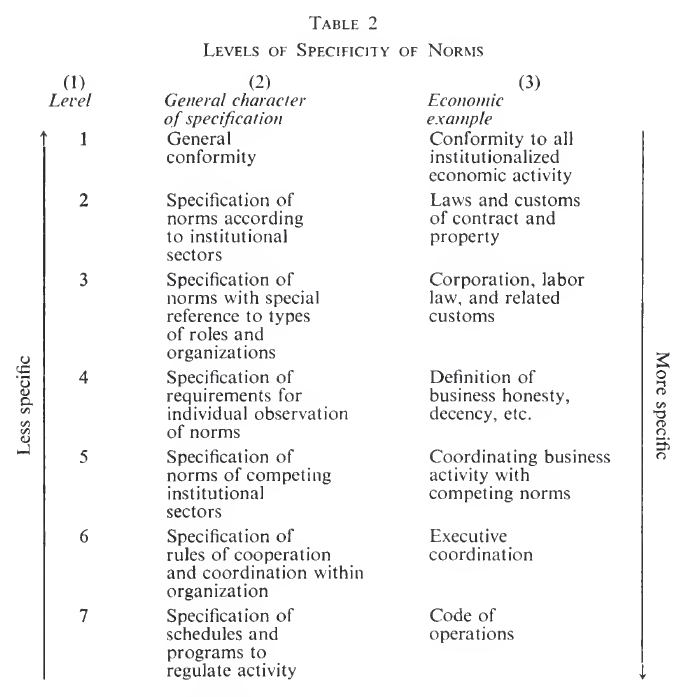 TABLE 2
LEVELS OF SPECIFICITY OF NORMS
(1) (2) (3)
Level General character Economic
of specification example
1 General Conformity to all
conformity institutionalized
economic activity
2 Specification of Laws and customs
norms according of contract and
to institutional property
sectors
3 Specification of Corporation, labor
norms with special law, and related
reference to types customs
of roles and
organizations
4 Specification of Definition of
requirements for business honesty,
individual observation decency, etc.
of norms
5 Specification of Coordinating business
norms of competing activity with
institutional competing norms
sectors
6 Specification of Executive
rules of cooperation coordination
and coordination within
organization
7 Specification of Code of
schedules and operations
programs to
regulate activity
Less specific
More specific